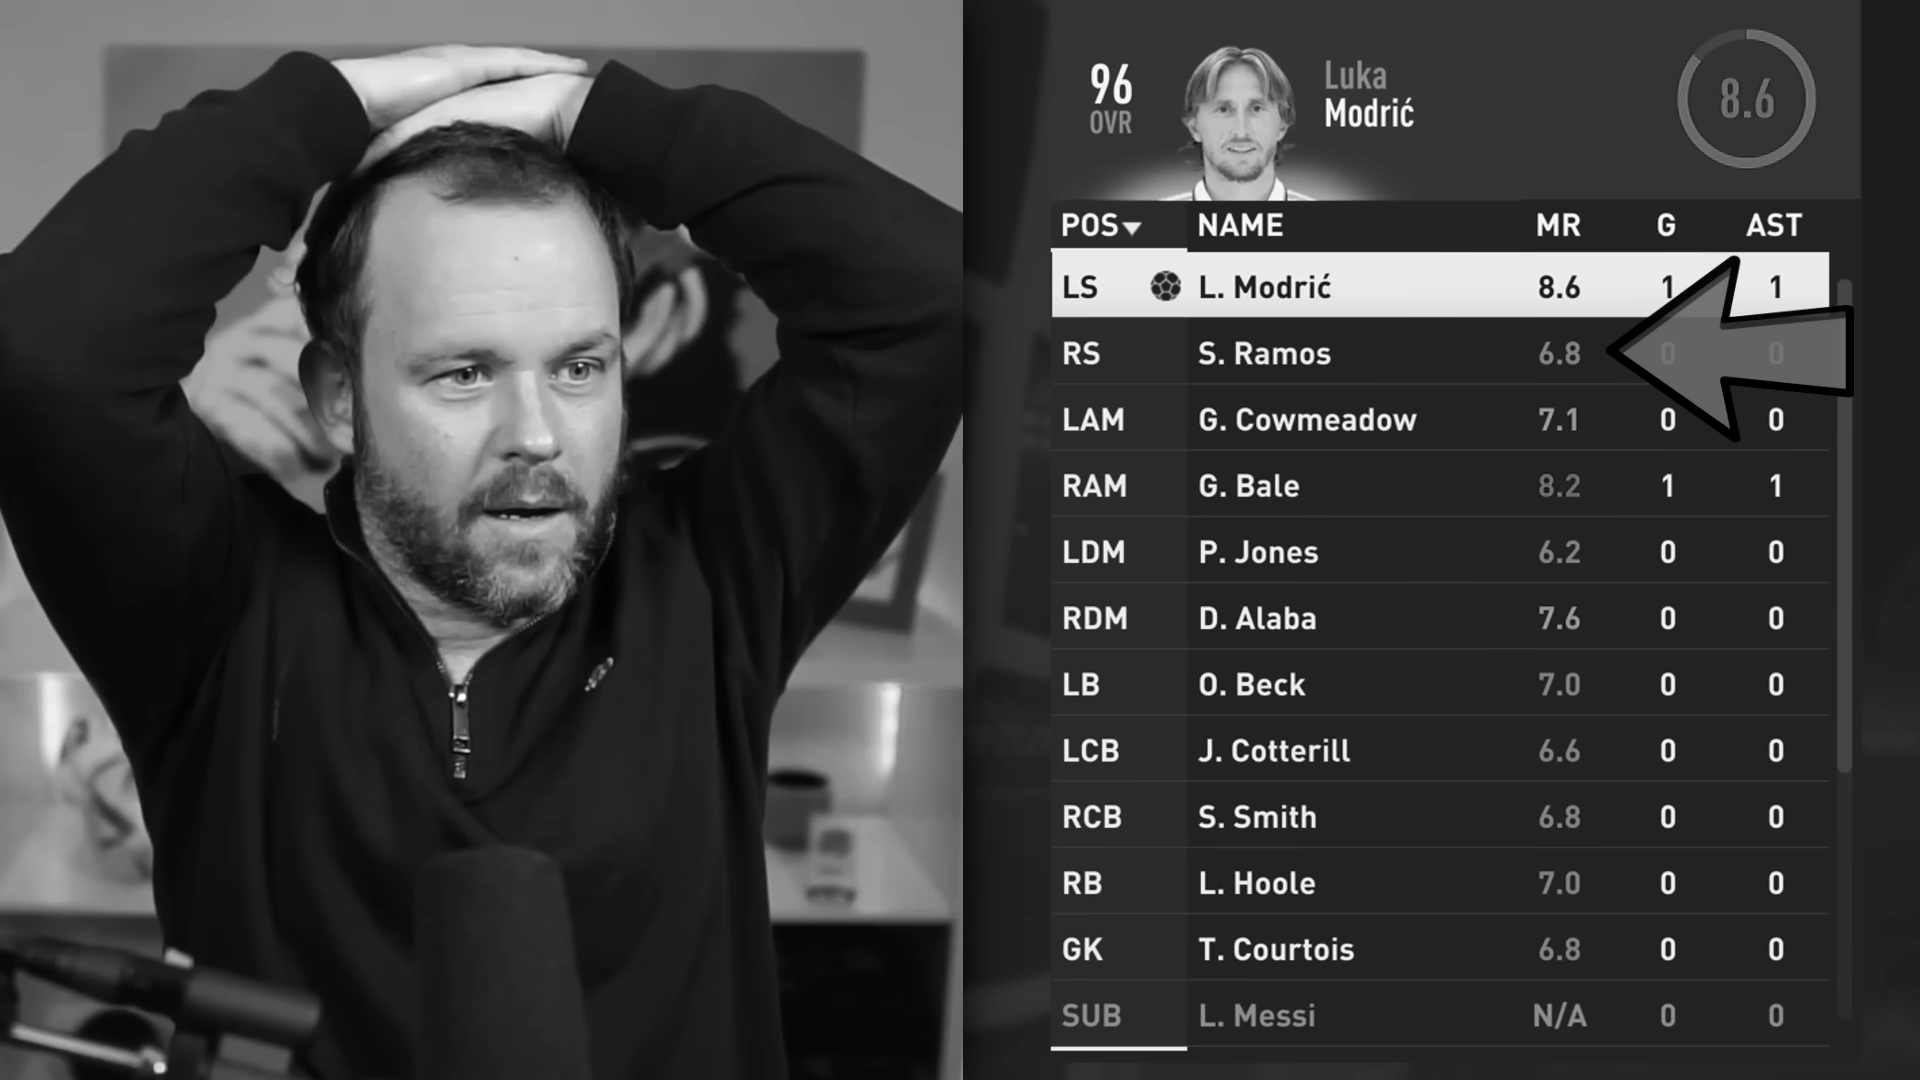 96
OVR
Luka
Modrić
8.6
POS NAME MR G AST
LS L. Modrić 8.6 1 1
RS S. Ramos 6.8 0 0
LAM G. Cowmeadow 7.1 0 0
RAM G. Bale 8.2 1 1
LDM P. Jones 6.2 0 0
RDM D. Alaba 7.6 0 0
LB O. Beck 7.0 0 0
LCB J. Cotterill 6.6 0 0
RCB S. Smith 6.8 0 0
RB L. Hoole 7.0 0 0
GK T. Courtois 6.8 0 0
SUB L. Messi N/A 0 0